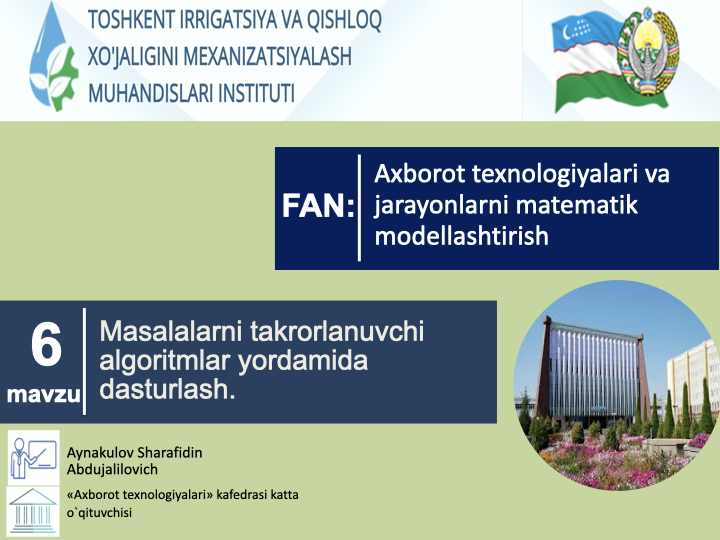 TOSHKENT IRRIGATSIYA VA QISHLOQ
XO'JALIGINI MEXANIZATSIYALASH
MUHANDISLARI INSTITUTI
FAN:
Axborot texnologiyalari va
jarayonlarni matematik
modellashtirish
6
mavzu
Masalalarni takrorlanuvchi
algoritmlar yordamida
dasturlash.
Aynakulov Sharafidin
Abdujalilovich
«Axborot texnologiyalari» kafedrasi katta
o`qituvchisi